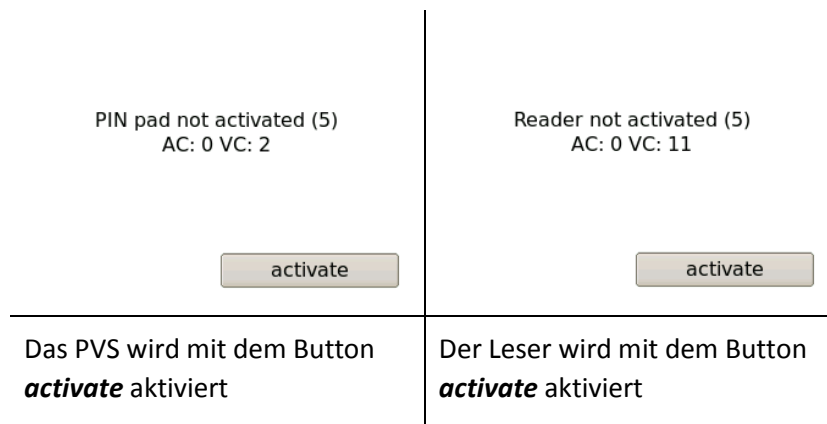 PIN pad not activated (5)
AC: 0 VC: 2
activate
Reader not activated (5)
AC: 0 VC: 11
activate
Das PVS wird mit dem Button
activate aktiviert
Der Leser wird mit dem Button
activate aktiviert